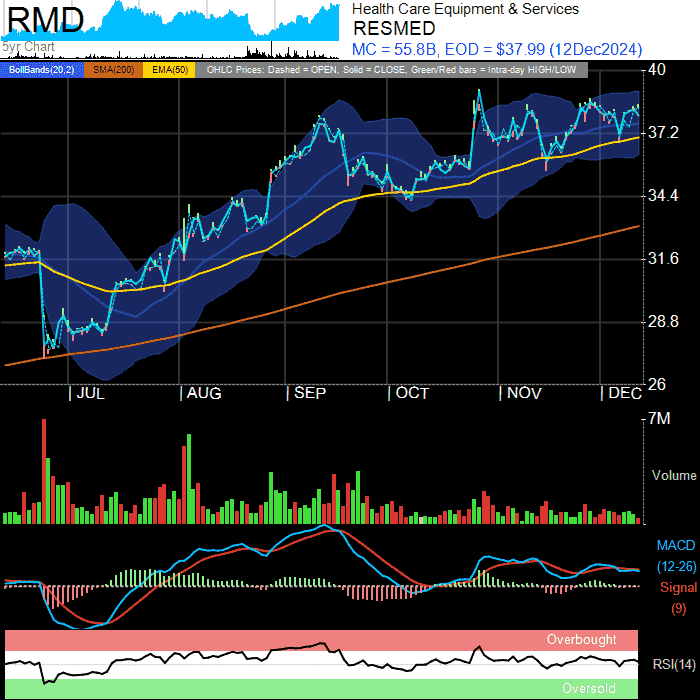 RMD
5yr Chart
Health Care Equipment & Services
RESMED
MC = 55.8B, EOD = $37.99 (12Dec2024)
BollBands(20,2) SMA(200) EMA(50) OHLC Prices: Dashed = OPEN, Solid = CLOSE, Green/Red bars = Intra-day HIGH/LOW
40
37.2
34.4
31.6
28.8
26
JUL AUG SEP OCT NOV DEC
7M
Volume
MACD
(12-26)
Signal
(9)
Overbought
RSI(14)
Oversold